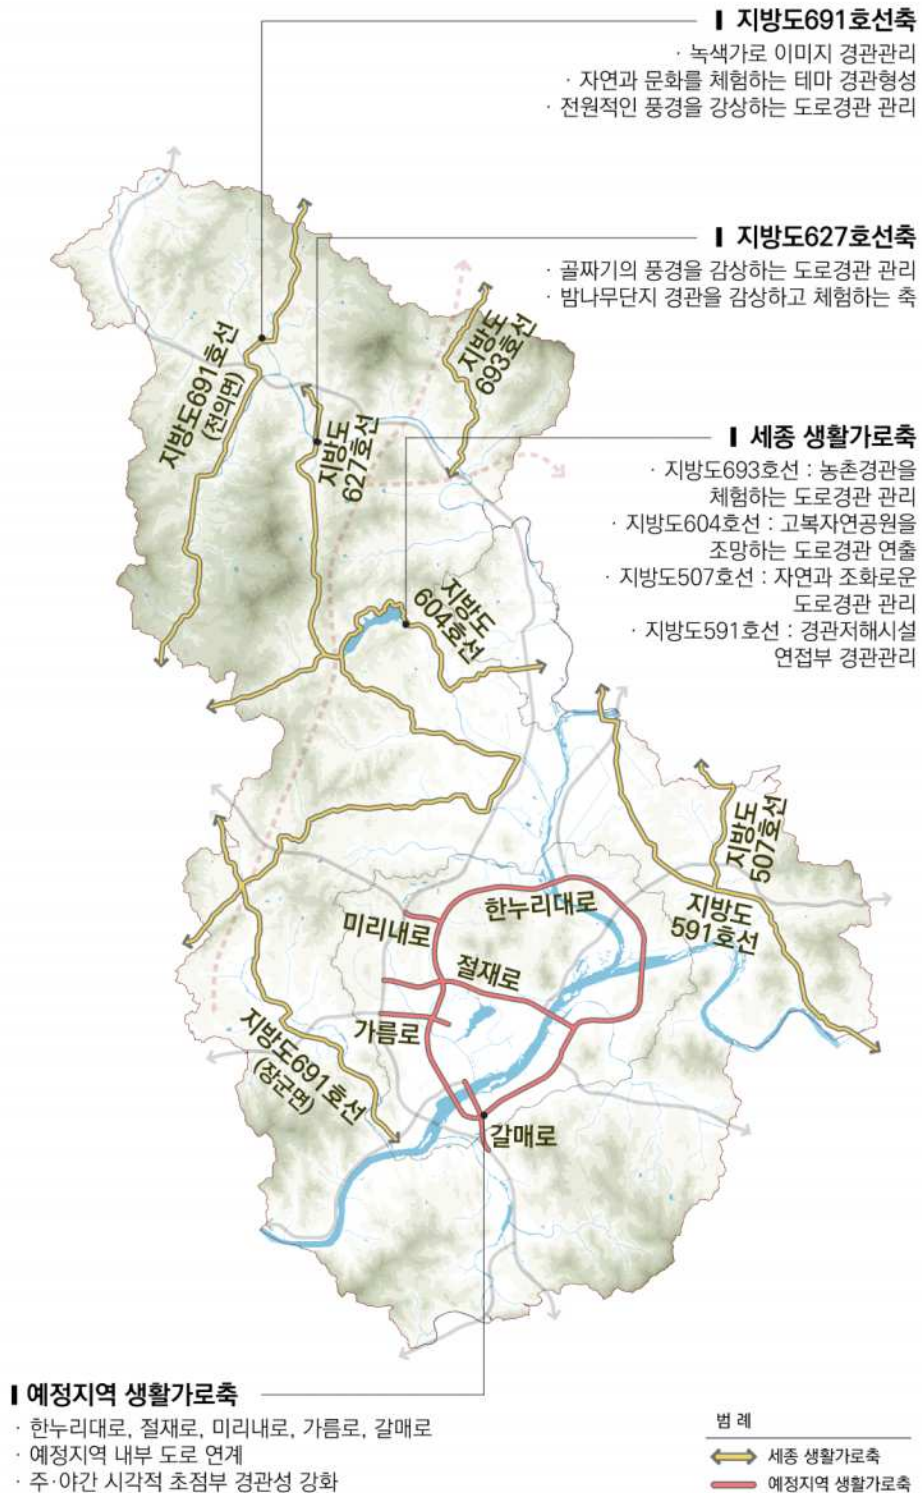 지방도691호선축
· 녹색가로 이미지 경관관리
· 자연과 문화를 체험하는 테마 경관형성
· 전원적인 풍경을 강상하는 도로경관 관리
지방도627호선축
· 골짜기의 풍경을 감상하는 도로경관 관리
· 밤나무단지 경관을 감상하고 체험하는 축
지방도
693호선
지방도691호선
(전의면)
지방도
627호선
세종 생활가로축
· 지방도693호선 : 농촌경관을
체험하는 도로경관 관리
· 지방도604호선 : 고복자연공원을
조망하는 도로경관 연출
· 지방도507호선 : 자연과 조화로운
도로경관 관리
· 지방도591호선 : 경관저해시설
연접부 경관관리
지방도
604호선
지방도
507호선
지방도
591호선
한누리대로
미리내로
절재로
가름로
지방도691호선
(장군면)
갈매로
예정지역 생활가로축
· 한누리대로, 절재로, 미리내로, 가름로, 갈매로
· 예정지역 내부 도로 연계
· 주·야간 시각적 초점부 경관성 강화
범 례
세종 생활가로축
예정지역 생활가로축